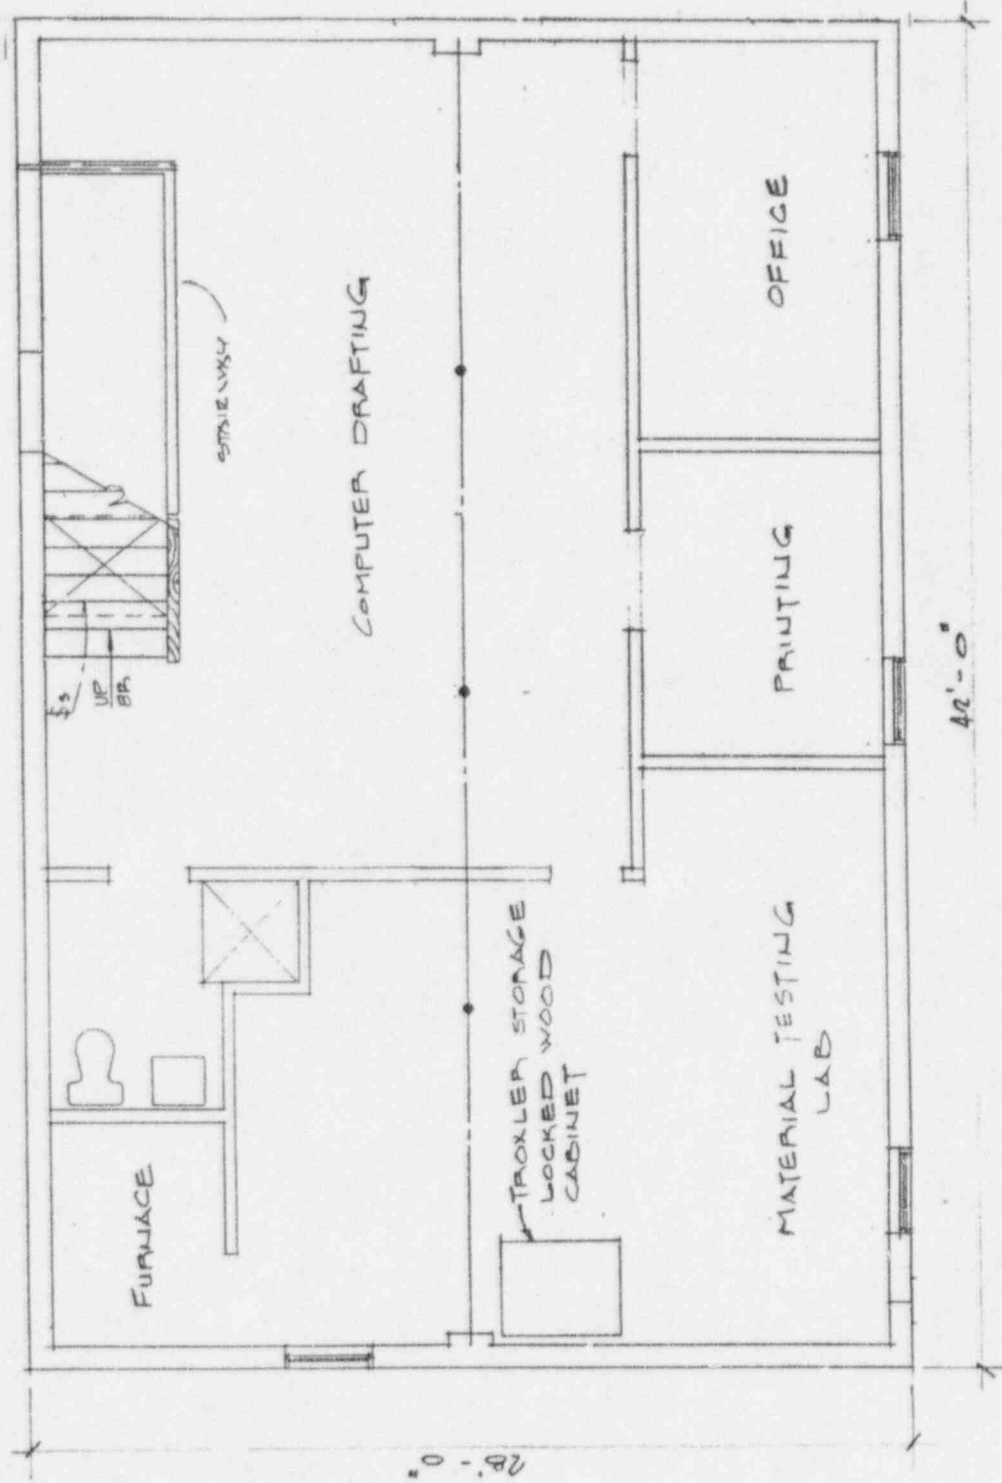 FURNACE
TROXLER STORAGE
LOCKED WOOD
CABINET
MATERIAL TESTING
LAB
UP
8R
STAIRWAY
COMPUTER DRAFTING
PRINTING
OFFICE
28'-0"
42'-0"